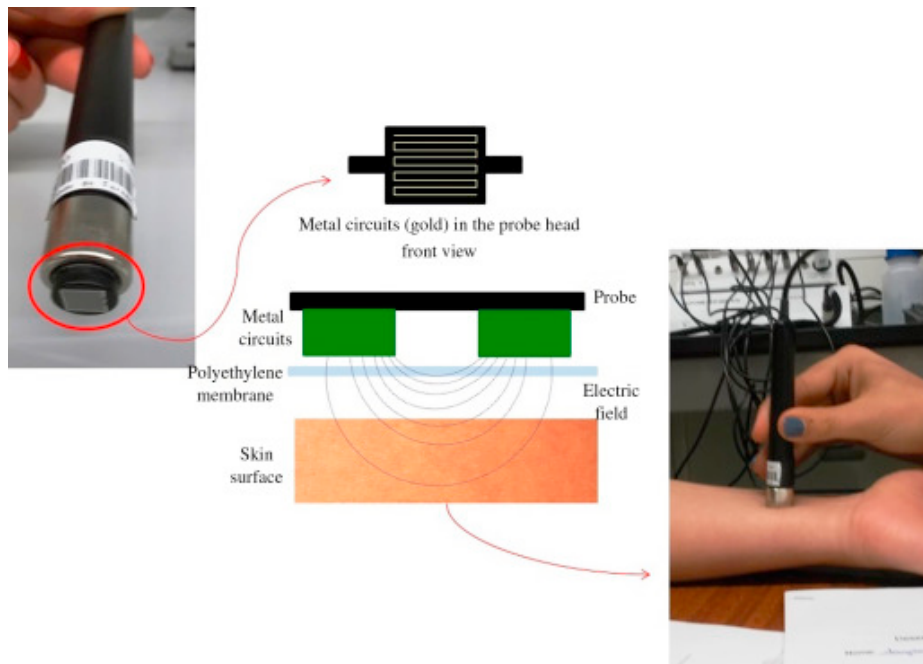 Metal circuits (gold) in the probe head
front view
Probe
Metal
circuits
Polyethylene
membrane
Electric
field
Skin
surface